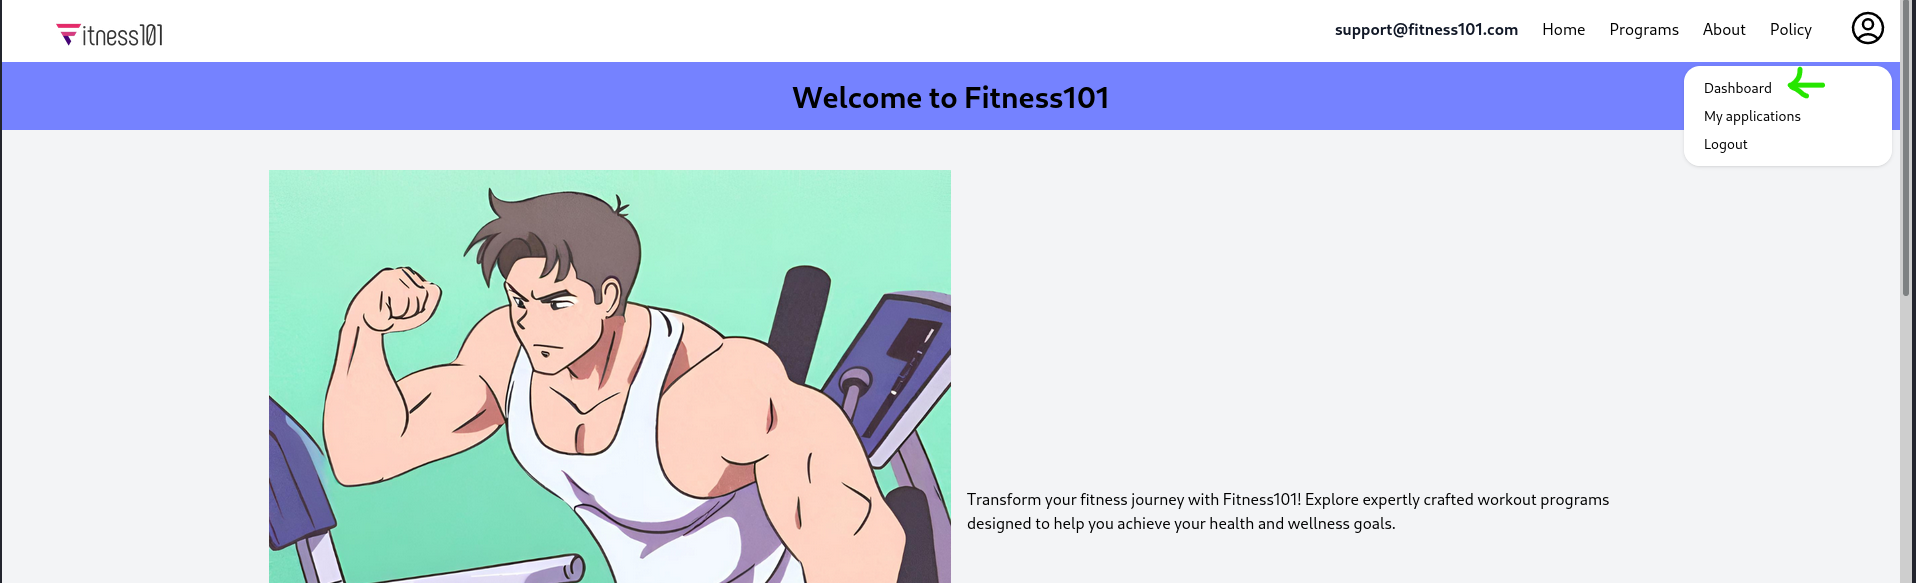 Fitness101
support@fitness101.com Home Programs About Policy
Welcome to Fitness101
Dashboard
My applications
Logout
Transform your fitness journey with Fitness101! Explore expertly crafted workout programs
designed to help you achieve your health and wellness goals.